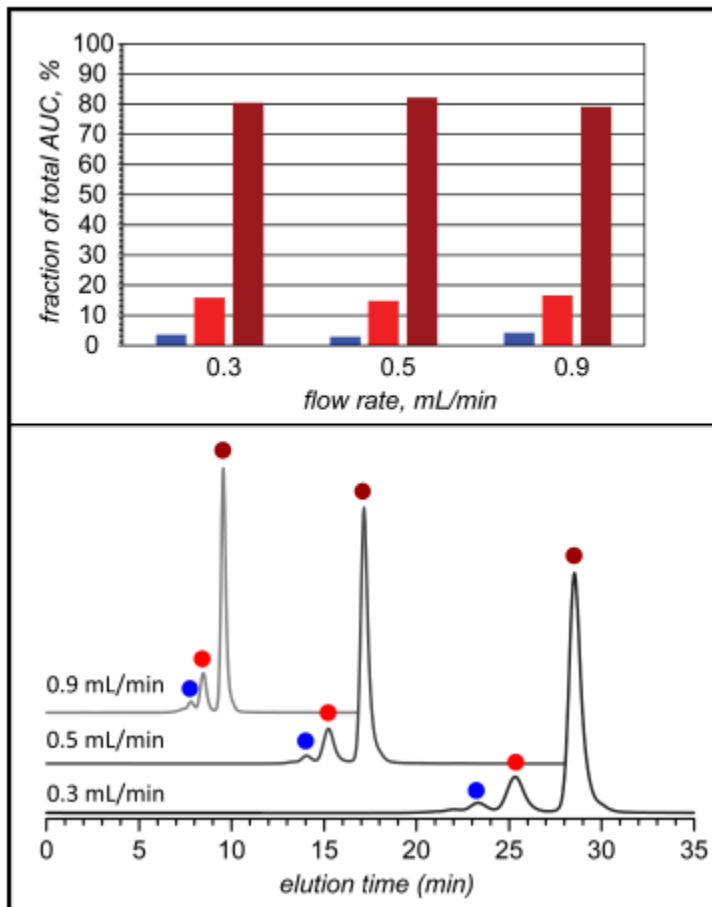 fraction of total AUC, %
100
90
80
70
60
50
40
30
20
10
0
0.3 0.5 0.9
flow rate, mL/min
0.9 mL/min
0.5 mL/min
0.3 mL/min
0 5 10 15 20 25 30 35
elution time (min)